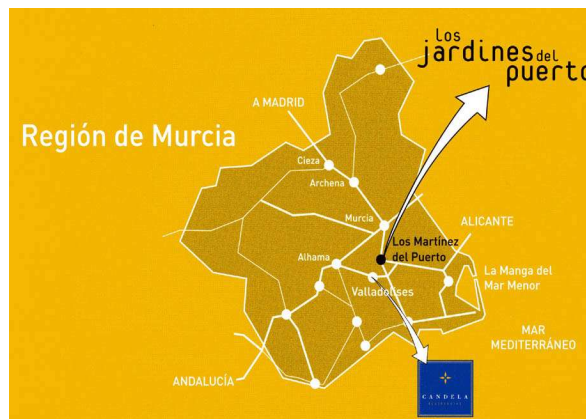 Los
jardines del
puerto
A MADRID
Región de Murcia
Cieza
Archena
Murcia
ALICANTE
Los Martínez
del Puerto
Alhama
La Manga del
Mar Menor
Valladolises
MAR
MEDITERRÁNEO
ANDALUCÍA
CANDELA